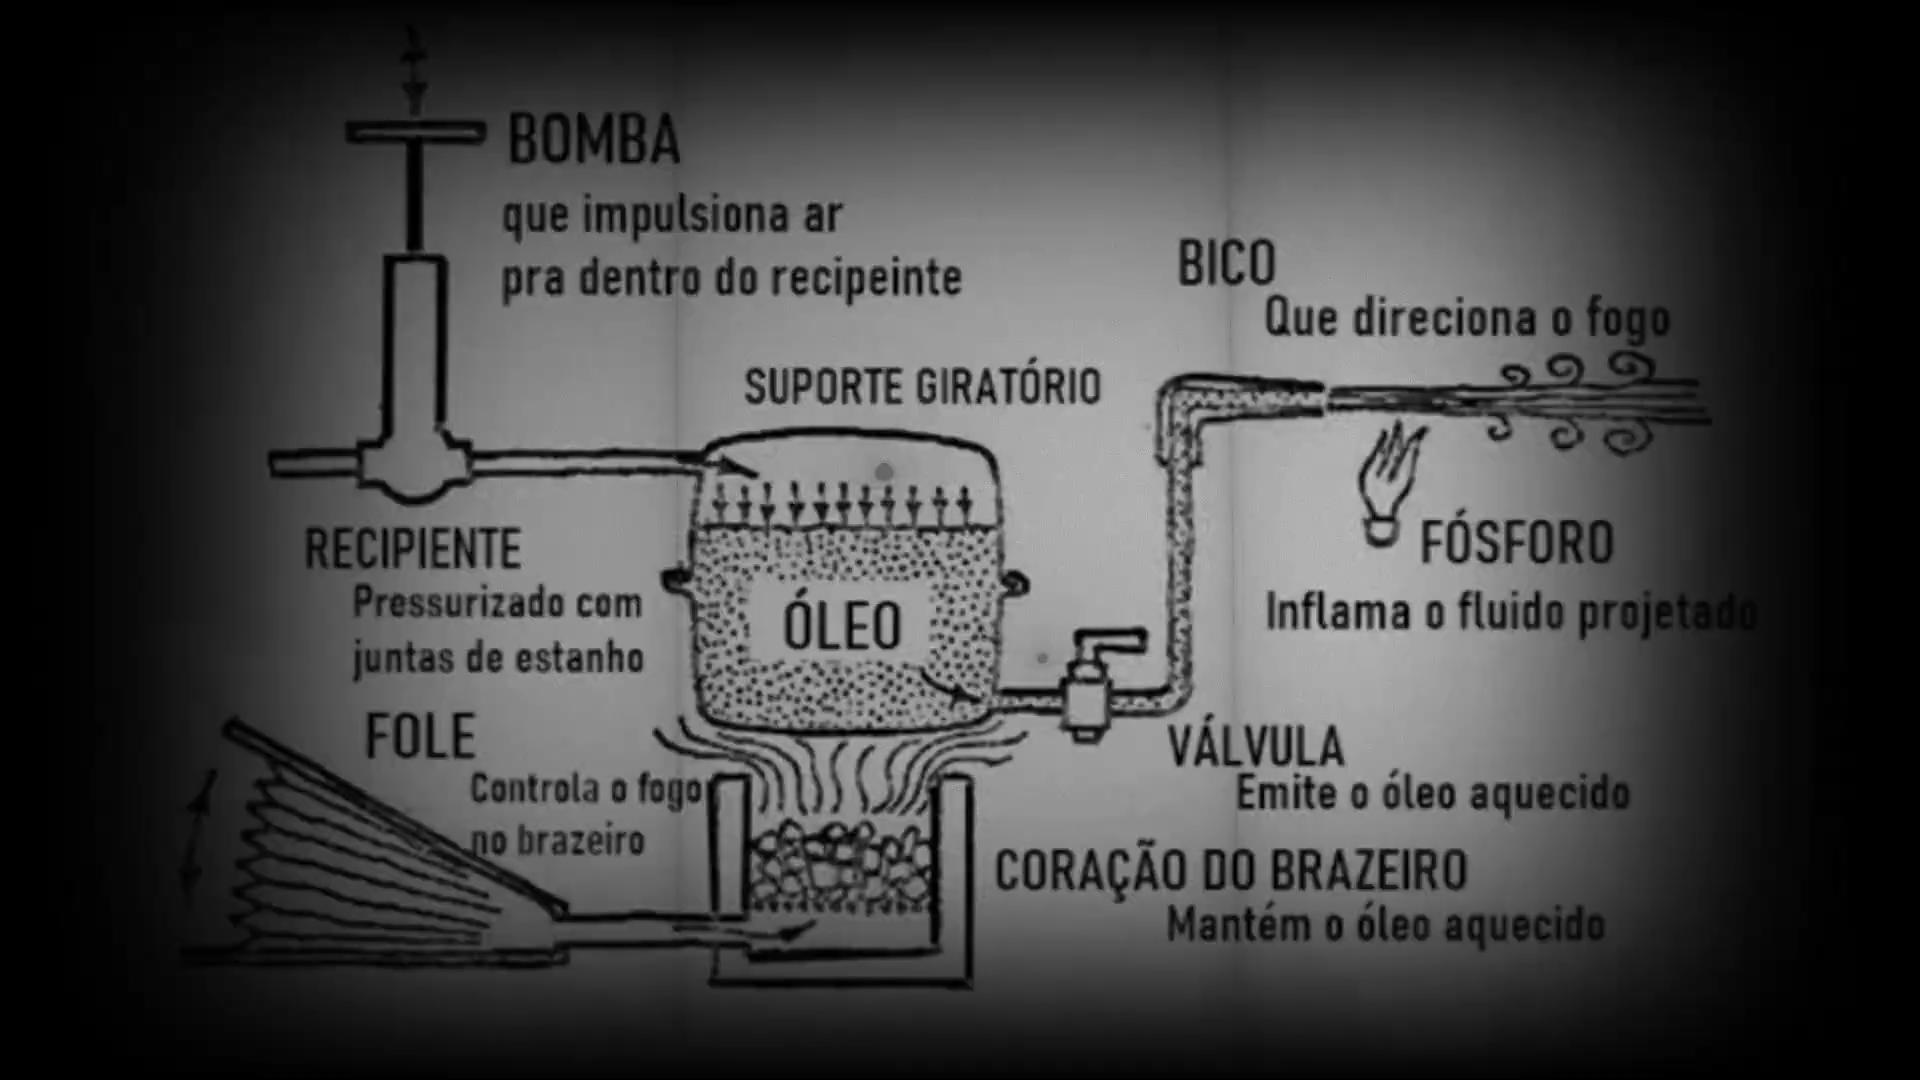 BOMBA
que impulsiona ar
pra dentro do recipeinte
BICO
Que direciona o fogo
SUPORTE GIRATÓRIO
RECIPIENTE
Pressurizado com
juntas de estanho
ÓLEO
FÓSFORO
Inflama o fluido projetado
FOLE
Controla o fogo
no brazeiro
VÁLVULA
Emite o óleo aquecido
CORAÇÃO DO BRAZEIRO
Mantém o óleo aquecido